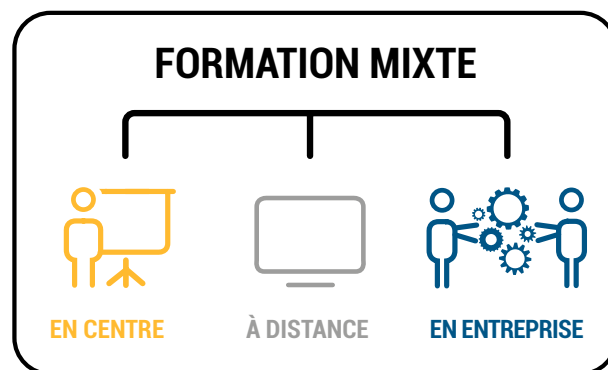 FORMATION MIXTE
EN CENTRE
À DISTANCE
EN ENTREPRISE